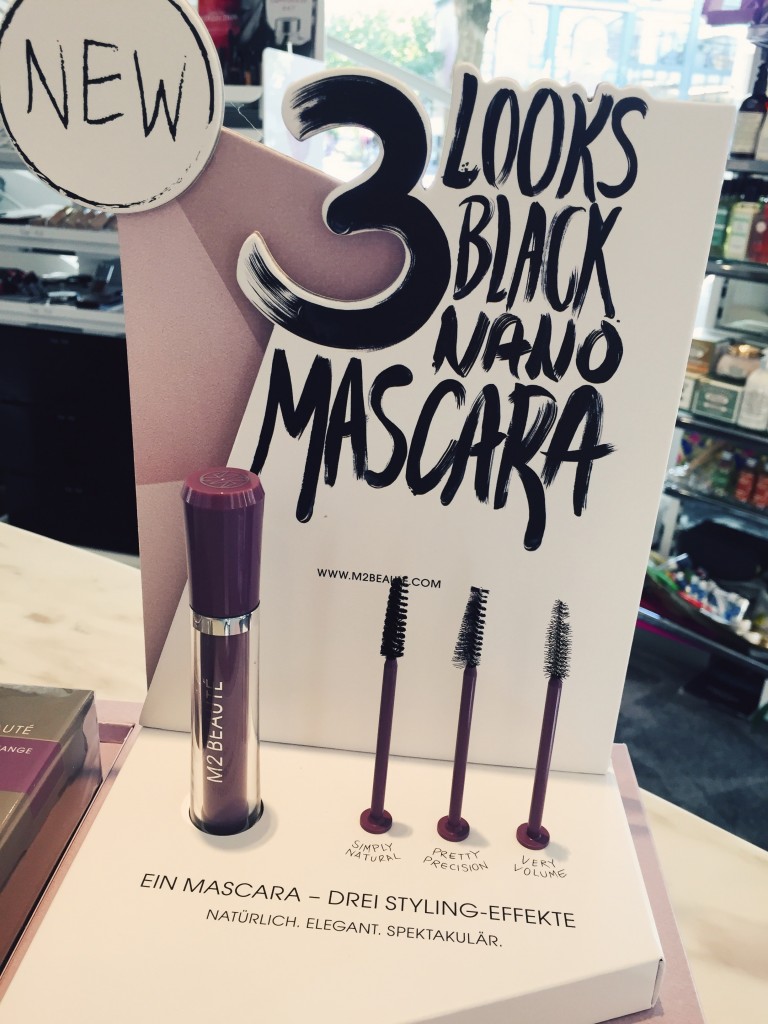 NEW
3
LOOKS
BLACK
NANO
MASCARA
WWW.M2BEAUTE.COM
M2 BEAUTÉ
SIMPLY
NATURAL
PRETTY
PRECISION
VERY
VOLUME
EIN MASCARA – DREI STYLING-EFFEKTE
NATÜRLICH. ELEGANT. SPEKTAKULÄR.